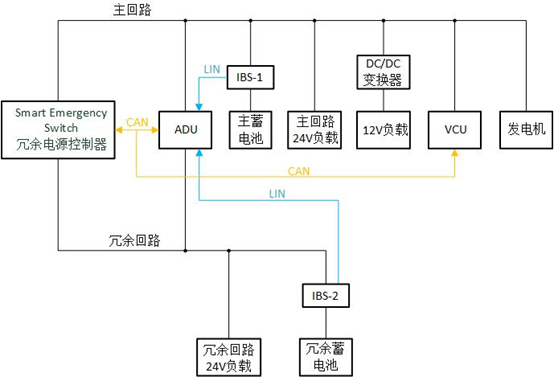 主回路
LIN
IBS-1
DC/DC
变换器
Smart Emergency
Switch
冗余电源控制器
CAN
ADU
主蓄
电池
主回路
24V负载
12V负载
VCU
发电机
CAN
LIN
冗余回路
IBS-2
冗余回路
24V负载
冗余蓄
电池